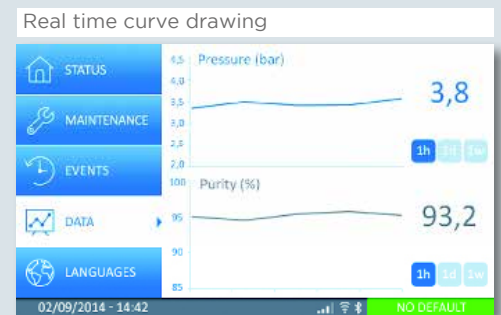 Real time curve drawing
STATUS
MAINTENANCE
EVENTS
DATA
LANGUAGES
Pressure (bar)
4,5
4,0
3,5
3,0
2,5
2,0
3,8
1h 1d 1w
Purity (%)
100
95
90
85
93,2
1h 1d 1w
02/09/2014 - 14:42
NO DEFAULT